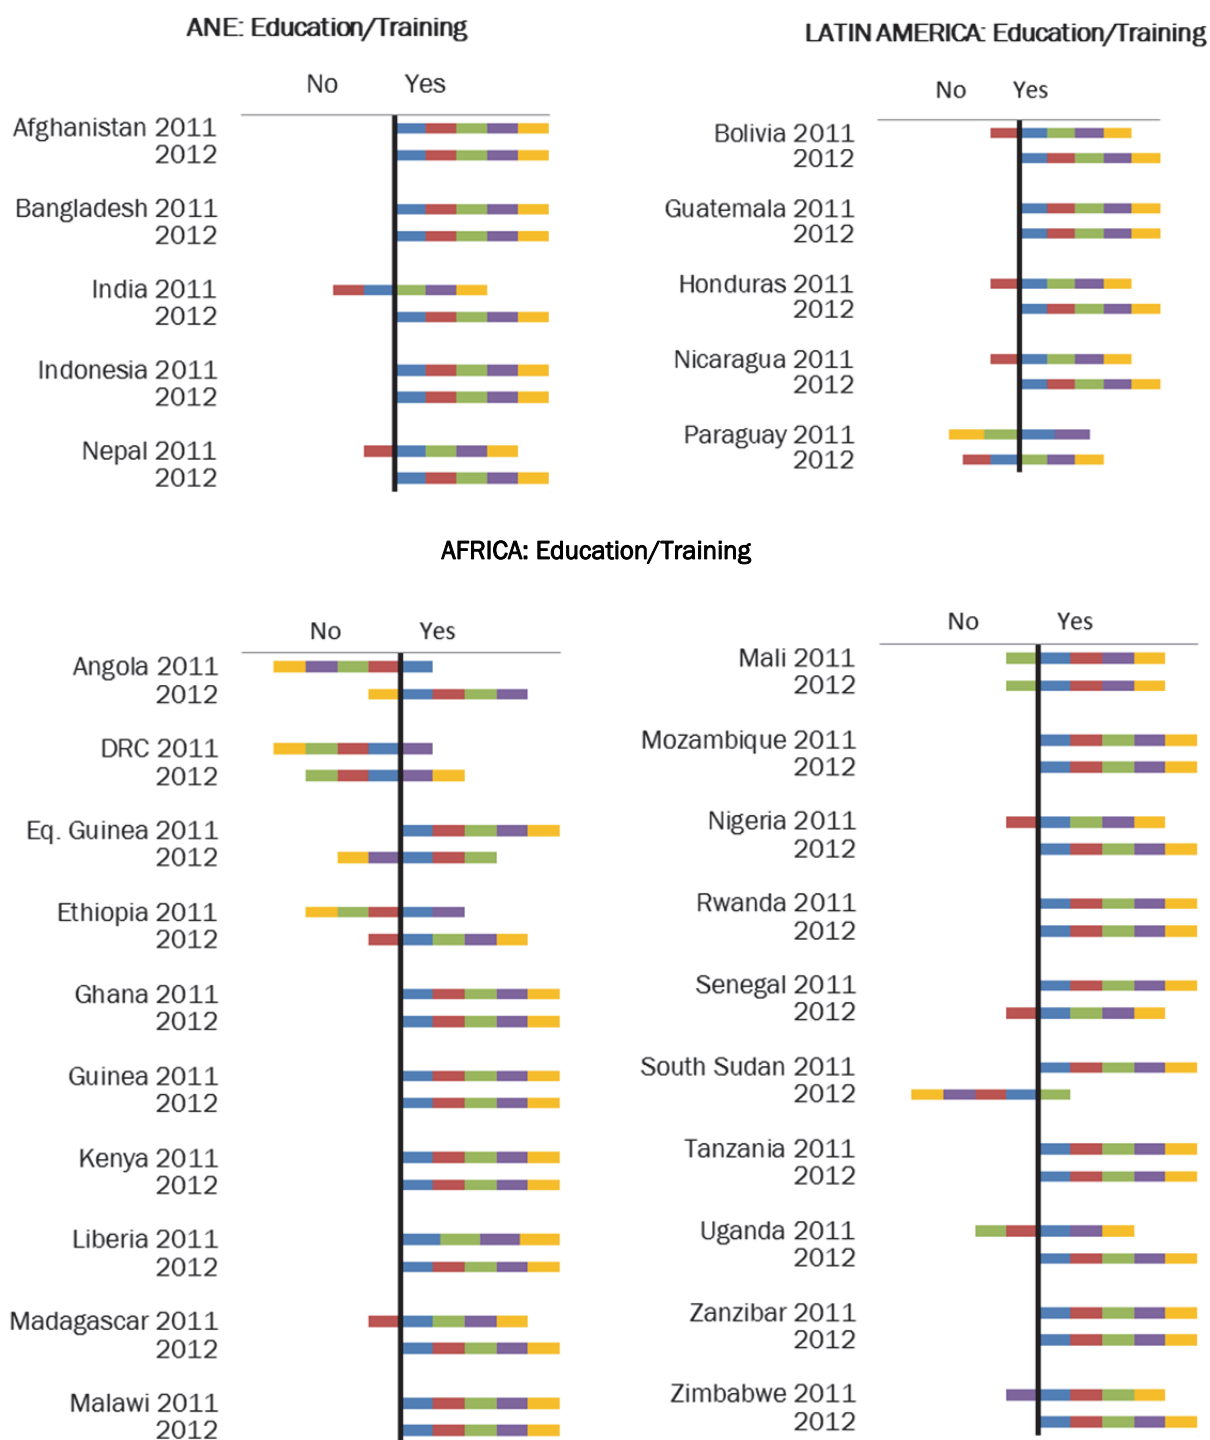 ANE: Education/Training
No Yes
Afghanistan 2011
2012
Bangladesh 2011
2012
India 2011
2012
Indonesia 2011
2012
Nepal 2011
2012
LATIN AMERICA: Education/Training
No Yes
Bolivia 2011
2012
Guatemala 2011
2012
Honduras 2011
2012
Nicaragua 2011
2012
Paraguay 2011
2012
AFRICA: Education/Training
No Yes
Angola 2011
2012
DRC 2011
2012
Eq. Guinea 2011
2012
Ethiopia 2011
2012
Ghana 2011
2012
Guinea 2011
2012
Kenya 2011
2012
Liberia 2011
2012
Madagascar 2011
2012
Malawi 2011
2012
No Yes
Mali 2011
2012
Mozambique 2011
2012
Nigeria 2011
2012
Rwanda 2011
2012
Senegal 2011
2012
South Sudan 2011
2012
Tanzania 2011
2012
Uganda 2011
2012
Zanzibar 2011
2012
Zimbabwe 2011
2012